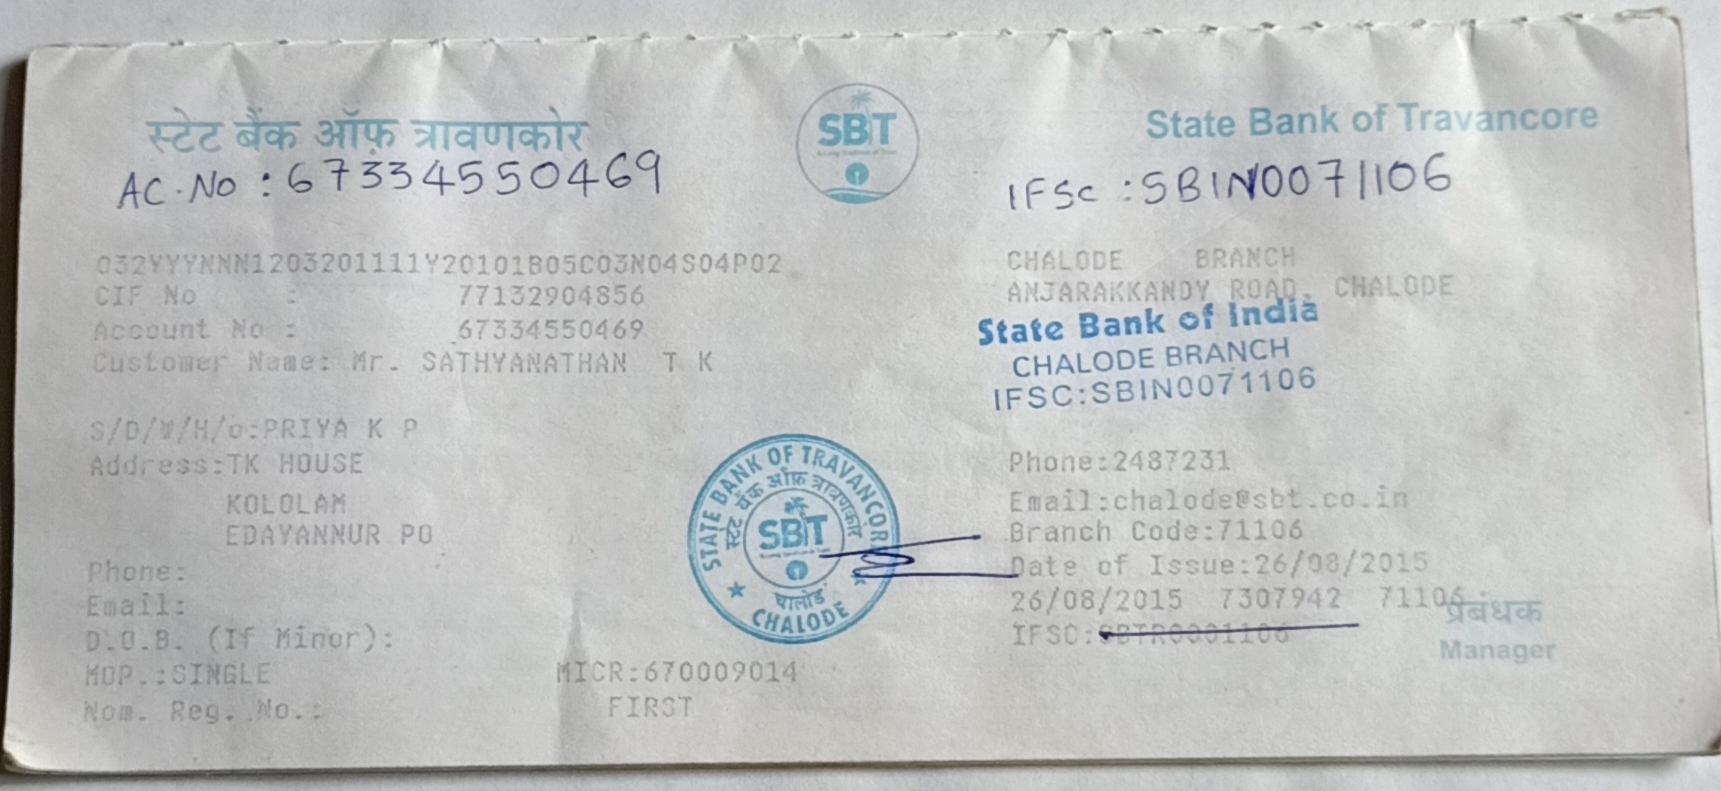 स्टेट बैंक ऑफ़ त्रावणकोर
SBT
State Bank of Travancore
AC.No : 67334550469
IFSC : SBIN0071106
032YYYNNN1203201111Y20101B05C03N04S04P02
CIF No : 77132904856
Account No : 67334550469
Customer Name: Mr. SATHYANATHAN T K
S/D/W/H/o:PRIYA K P
Address:TK HOUSE
KOLOLAM
EDAYANNUR PO
Phone:
Email:
D.O.B. (If Minor):
MOP.:SINGLE
Nom. Reg. No.:
MICR:670009014
FIRST
STATE BANK OF TRAVANCORE
स्टेट बैंक ऑफ़ त्रावणकोर
SBT
चालोड
CHALODE
CHALODE BRANCH
ANJARAKKANDY ROAD, CHALODE
State Bank of India
CHALODE BRANCH
IFSC:SBIN0071106
Phone:2487231
Email:chalode@sbt.co.in
Branch Code:71106
Date of Issue:26/08/2015
26/08/2015 7307942 71106
IFSC:SBTR0001106
प्रबंधक
Manager